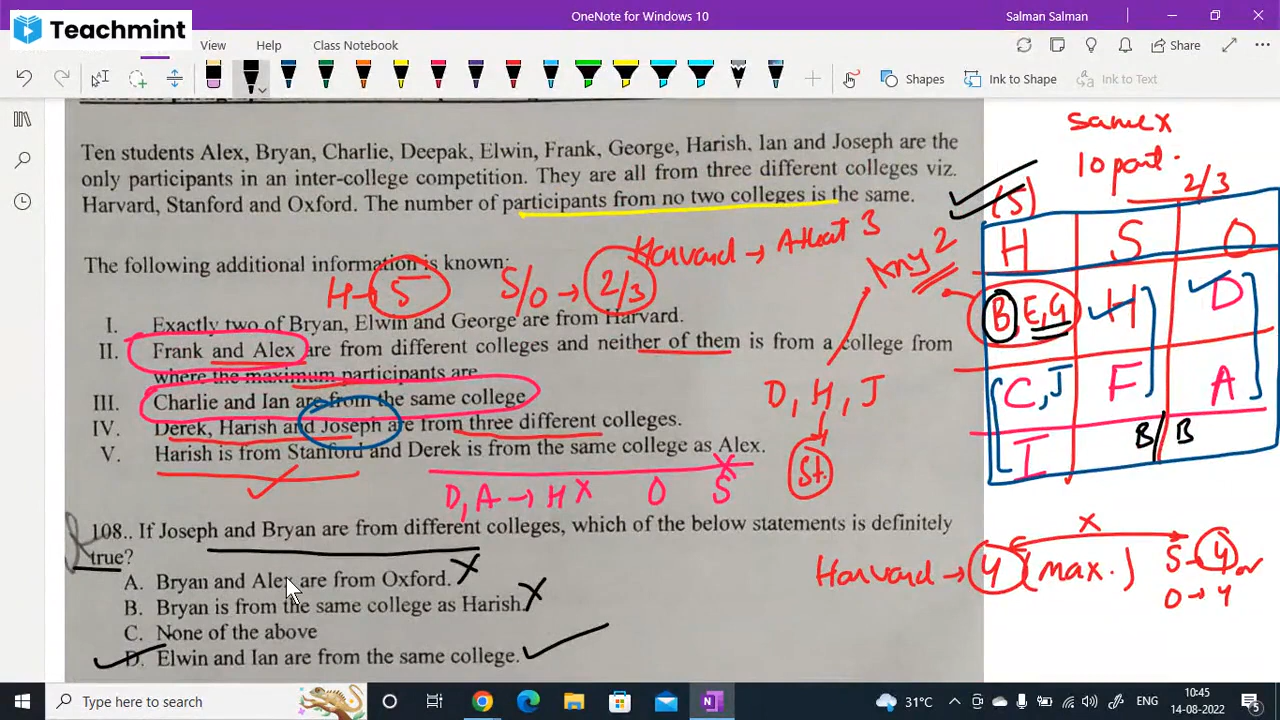 OneNote for Windows 10
Salman Salman
Teachmint
View Help Class Notebook
Share
Shapes
Ink to Shape
Ink to Text
Ten students Alex, Bryan, Charlie, Deepak, Elwin, Frank, George, Harish, Ian and Joseph are the
only participants in an inter-college competition. They are all from three different colleges viz.
Harvard, Stanford and Oxford. The number of participants from no two colleges is the same.
The following additional information is known:
I. Exactly two of Bryan, Elwin and George are from Harvard.
II. Frank and Alex are from different colleges and neither of them is from a college from
where the maximum participants are
III. Charlie and Ian are from the same college
IV. Derek, Harish and Joseph are from three different colleges.
V. Harish is from Stanford and Derek is from the same college as Alex.
108.. If Joseph and Bryan are from different colleges, which of the below statements is definitely
true?
A. Bryan and Alex are from Oxford.
B. Bryan is from the same college as Harish.
C. None of the above
D. Elwin and Ian are from the same college.
Harvard → Atleast 3
H → 5
S/O → 2/3
Any 2
D, H, J
St.
D, A → H X O S
same x
10 part.
(5)
2/3
H S O
B, E, G H D
C, J F A
I B/B
Harvard → 4 (max.)
x
S → 4 or
O → 4
Type here to search
31°C
ENG
10:45
14-08-2022